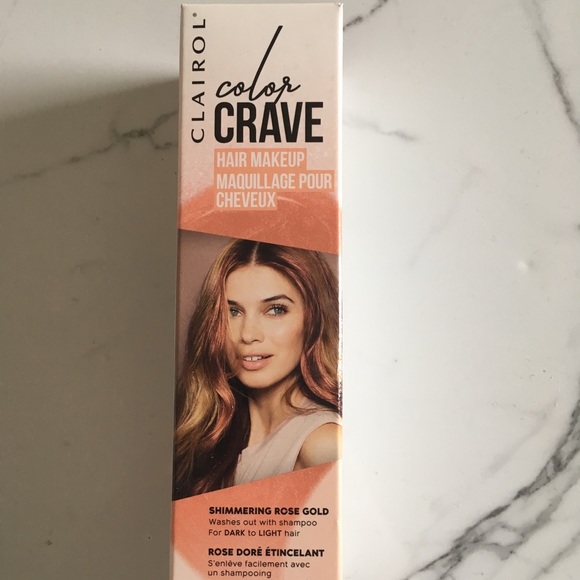 CLAIROL®
color
CRAVE
HAIR MAKEUP
MAQUILLAGE POUR
CHEVEUX
SHIMMERING ROSE GOLD
Washes out with shampoo
For DARK to LIGHT hair
ROSE DORÉ ÉTINCELANT
S'enlève facilement avec
un shampooing